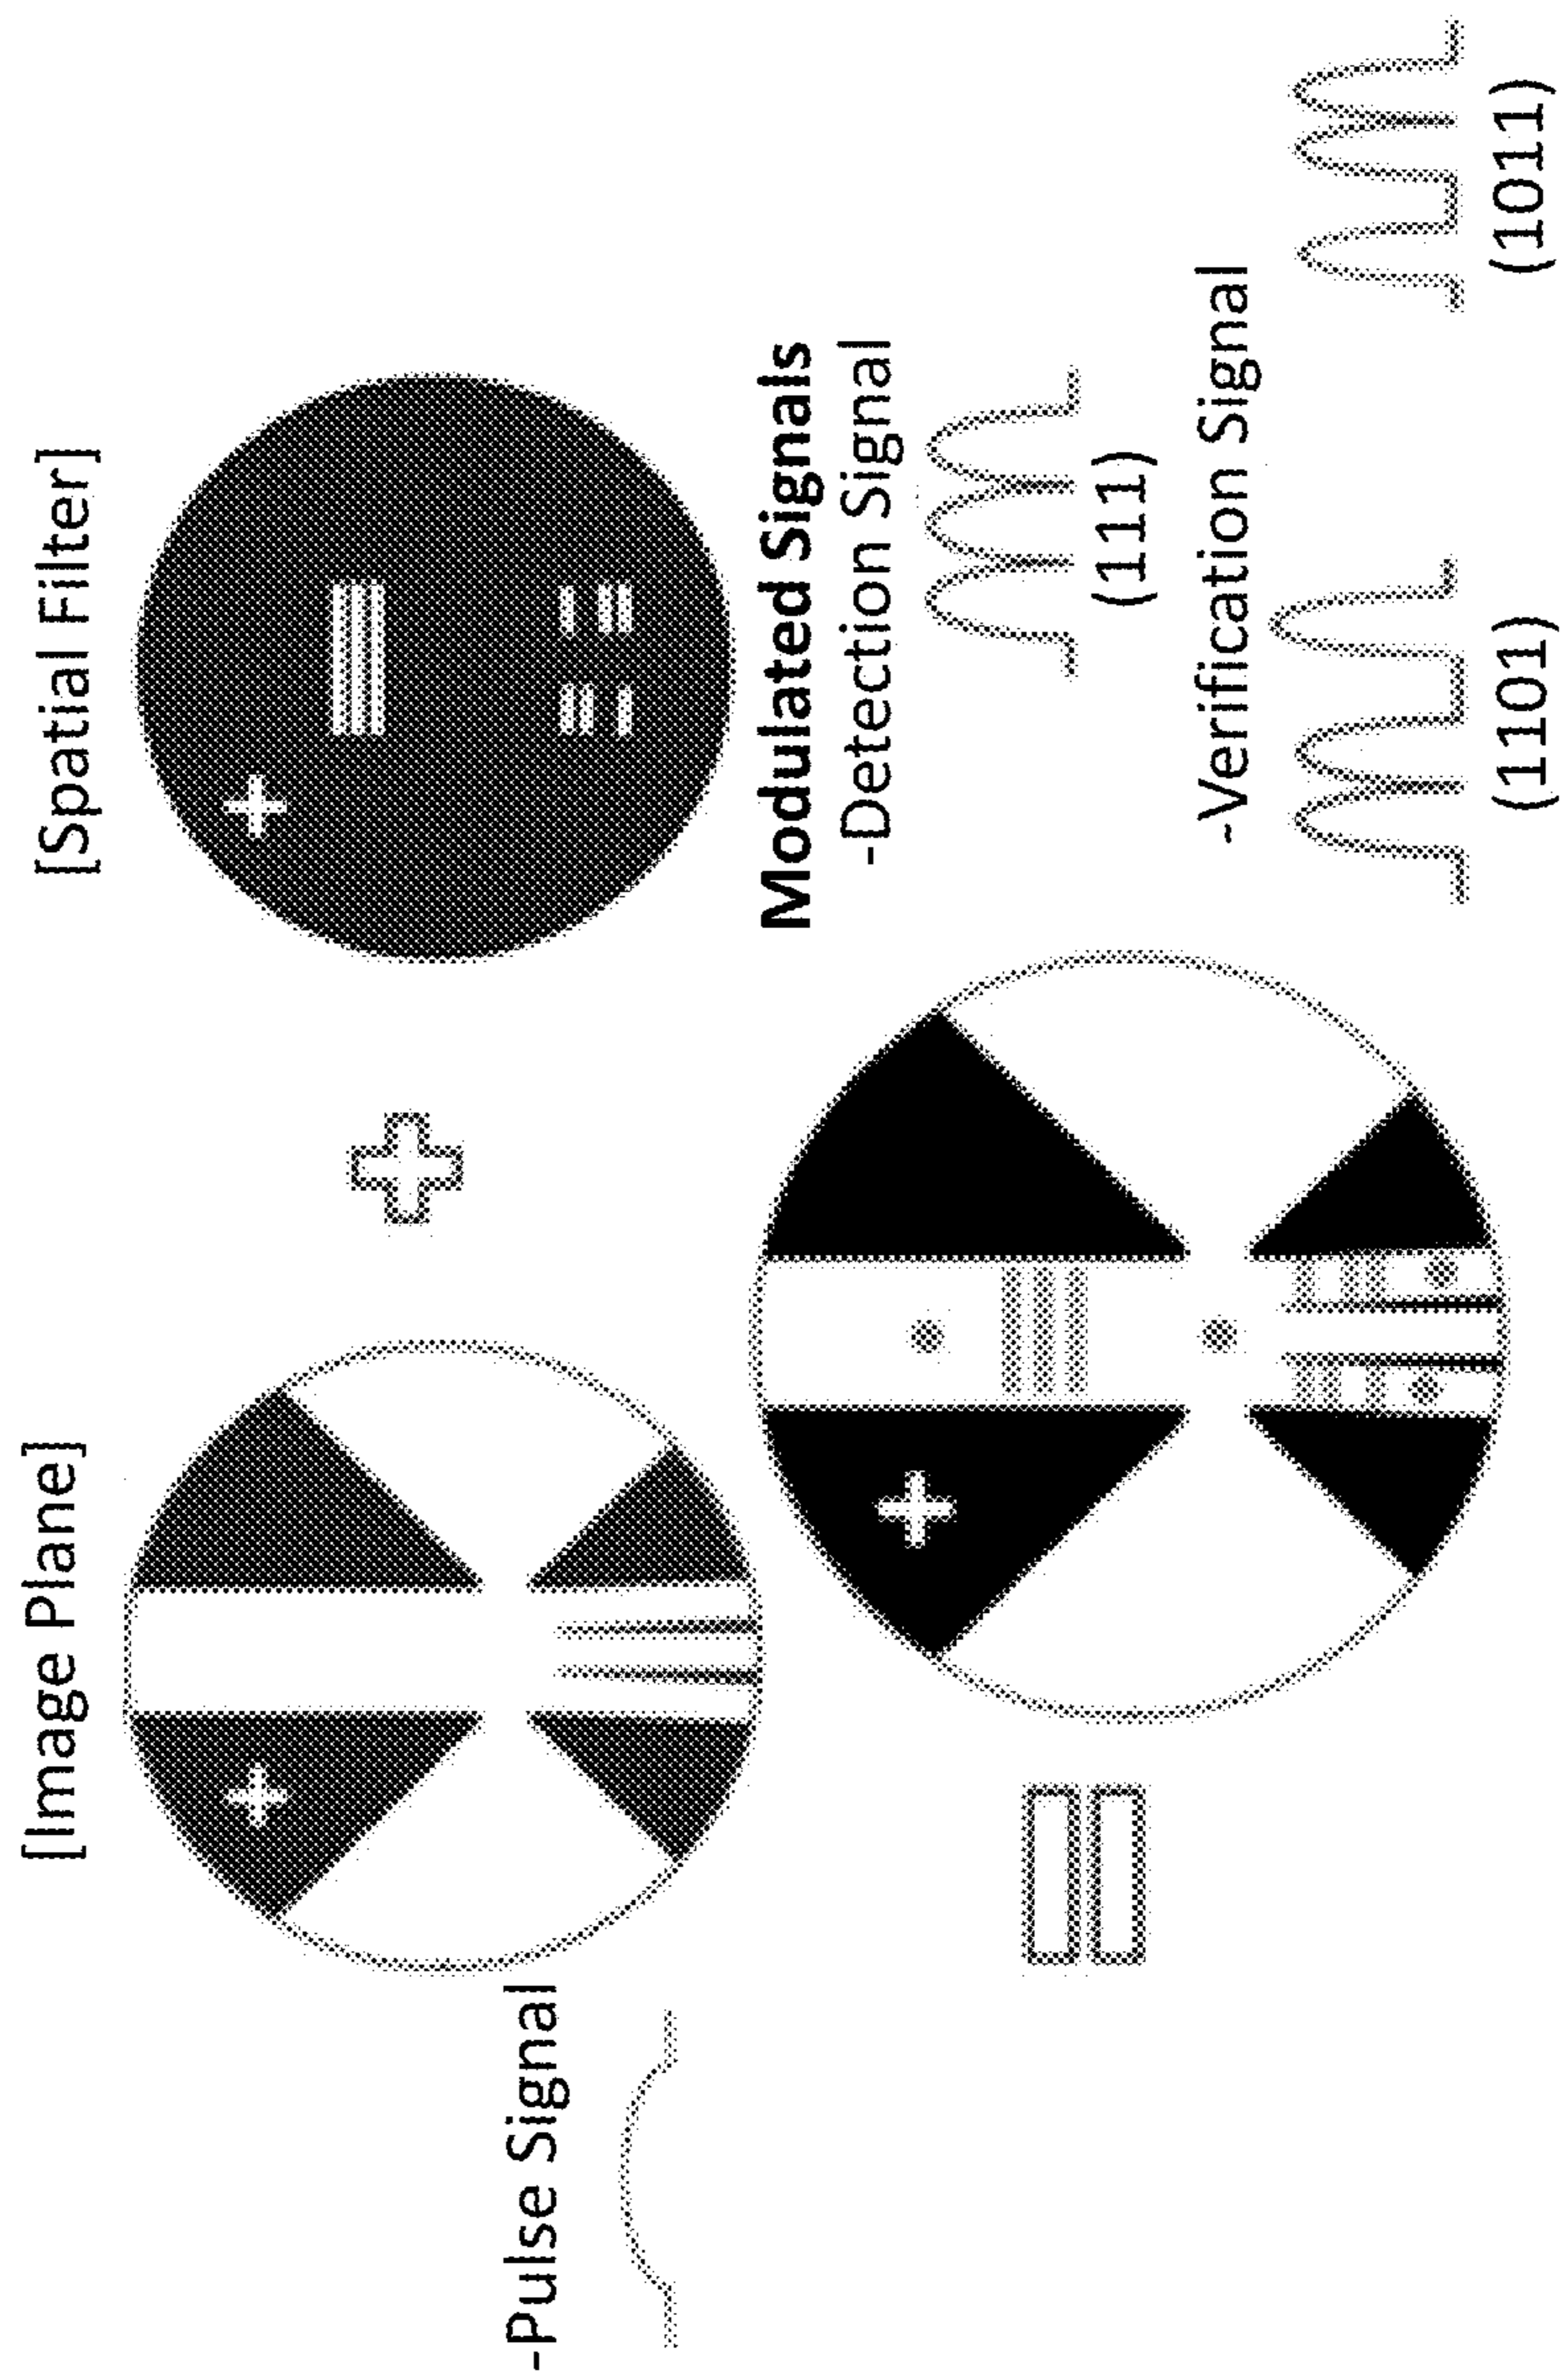 [Image Plane]
[Spatial Filter]
-Pulse Signal
Modulated Signals
-Detection Signal
(111)
-Verification Signal
(1101)
(1011)